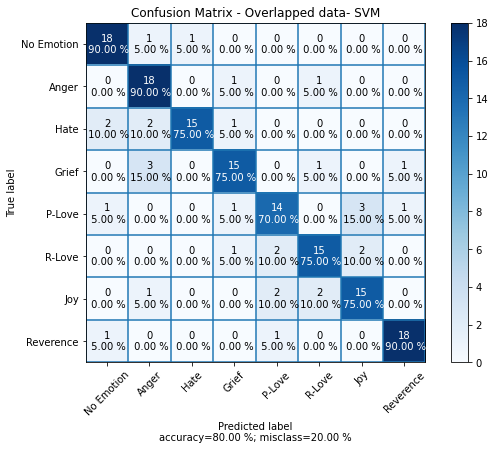 Confusion Matrix - Overlapped data- SVM
No Emotion 18 1 1 0 0 0 0 0 18
90.00 % 5.00 % 5.00 % 0.00 % 0.00 % 0.00 % 0.00 % 0.00 %
16
Anger 0 18 0 1 0 1 0 0
0.00 % 90.00 % 0.00 % 5.00 % 0.00 % 5.00 % 0.00 % 0.00 %
14
Hate 2 2 15 1 0 0 0 0
10.00 % 10.00 % 75.00 % 5.00 % 0.00 % 0.00 % 0.00 % 0.00 %
12
Grief 0 3 0 15 0 1 0 1
0.00 % 15.00 % 0.00 % 75.00 % 0.00 % 5.00 % 0.00 % 5.00 %
10
True label
8
P-Love 1 0 0 1 14 0 3 1
5.00 % 0.00 % 0.00 % 5.00 % 70.00 % 0.00 % 15.00 % 5.00 %
6
R-Love 0 0 0 1 2 15 2 0
0.00 % 0.00 % 0.00 % 5.00 % 10.00 % 75.00 % 10.00 % 0.00 %
4
Joy 0 1 0 0 2 2 15 0
0.00 % 5.00 % 0.00 % 0.00 % 10.00 % 10.00 % 75.00 % 0.00 %
2
Reverence 1 0 0 0 1 0 0 18
5.00 % 0.00 % 0.00 % 0.00 % 5.00 % 0.00 % 0.00 % 90.00 %
0
No Emotion Anger Hate Grief P-Love R-Love Joy Reverence
Predicted label
accuracy=80.00 %; misclass=20.00 %